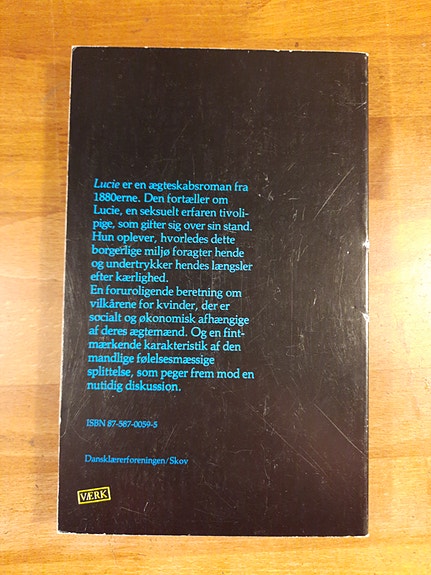 Lucie er en ægteskabsroman fra
1880erne. Den fortæller om
Lucie, en seksuelt erfaren tivoli-
pige, som gifter sig over sin stand.
Hun oplever, hvorledes dette
borgerlige miljø foragter hende
og undertrykker hendes længsler
efter kærlighed.
En foruroligende beretning om
vilkårene for kvinder, der er
socialt og økonomisk afhængige
af deres ægtemænd. Og en fint-
mærkende karakteristik af den
mandlige følelsesmæssige
splittelse, som peger frem mod en
nutidig diskussion.
ISBN 87-587-0059-5
Dansklærerforeningen/Skov
VÆRK